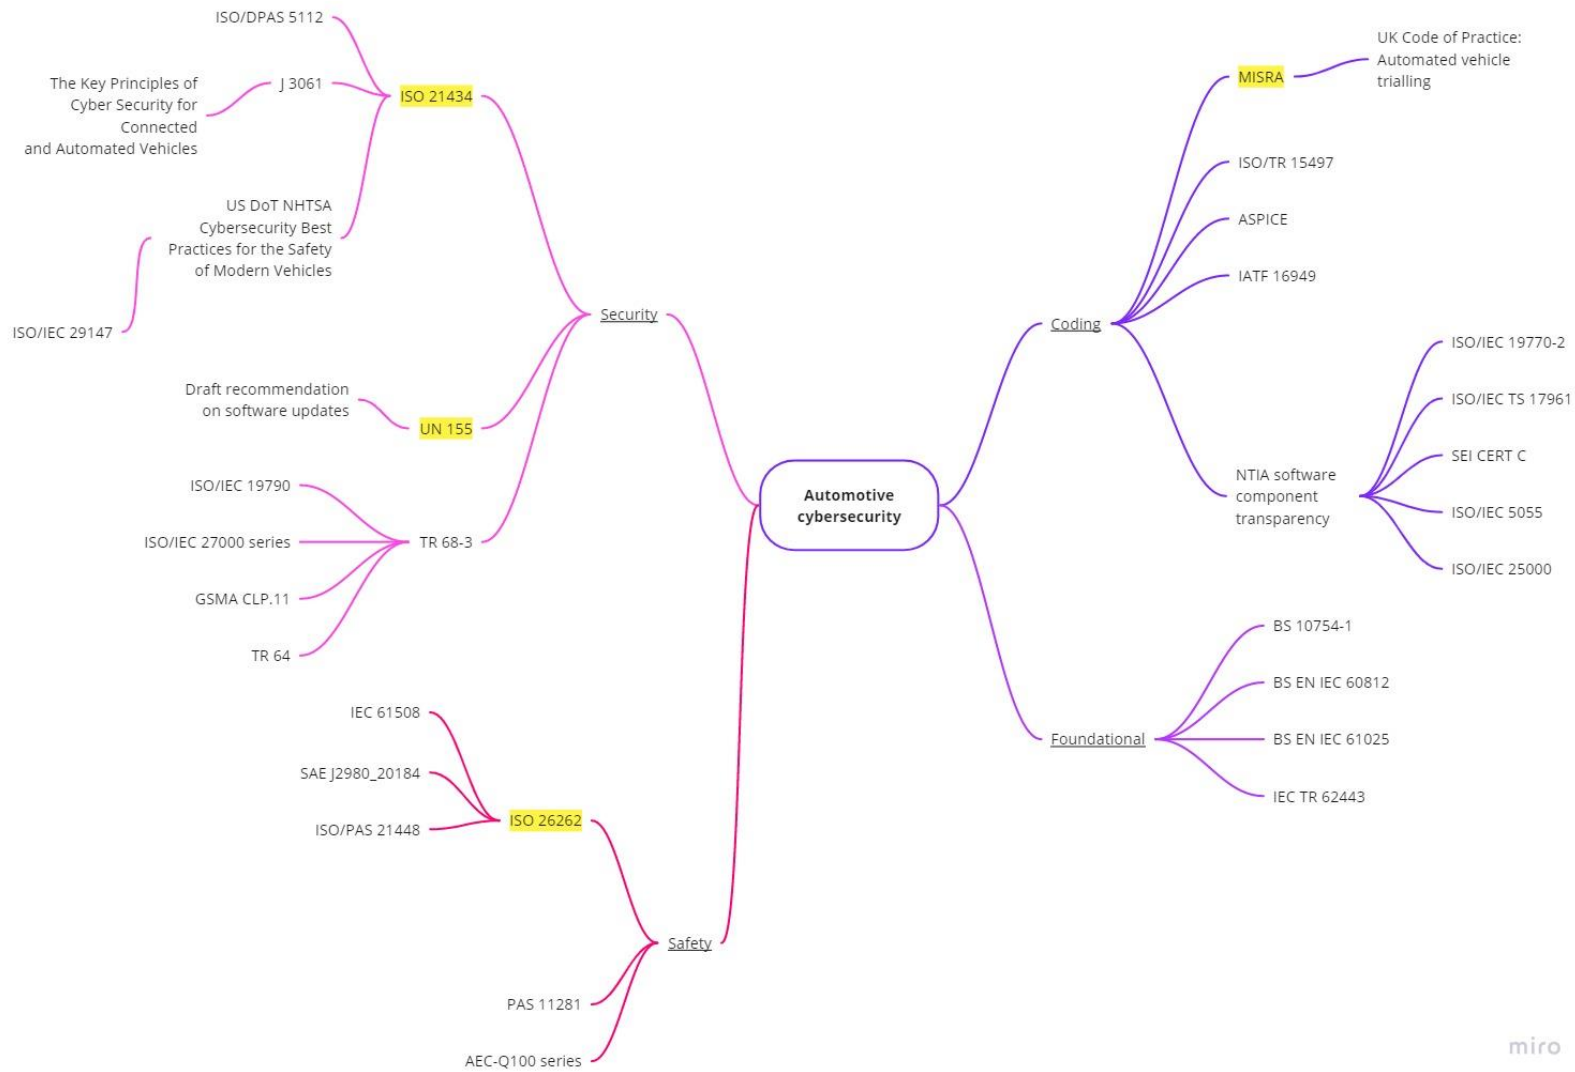 ISO/DPAS 5112
The Key Principles of
Cyber Security for
Connected
and Automated Vehicles
J 3061
ISO 21434
US DoT NHTSA
Cybersecurity Best
Practices for the Safety
of Modern Vehicles
ISO/IEC 29147
Security
Draft recommendation
on software updates
UN 155
ISO/IEC 19790
ISO/IEC 27000 series
TR 68-3
GSMA CLP.11
TR 64
IEC 61508
SAE J2980_20184
ISO/PAS 21448
ISO 26262
Safety
PAS 11281
AEC-Q100 series
Automotive
cybersecurity
MISRA
UK Code of Practice:
Automated vehicle
trialling
ISO/TR 15497
ASPICE
IATF 16949
Coding
NTIA software
component
transparency
ISO/IEC 19770-2
ISO/IEC TS 17961
SEI CERT C
ISO/IEC 5055
ISO/IEC 25000
Foundational
BS 10754-1
BS EN IEC 60812
BS EN IEC 61025
IEC TR 62443
miro